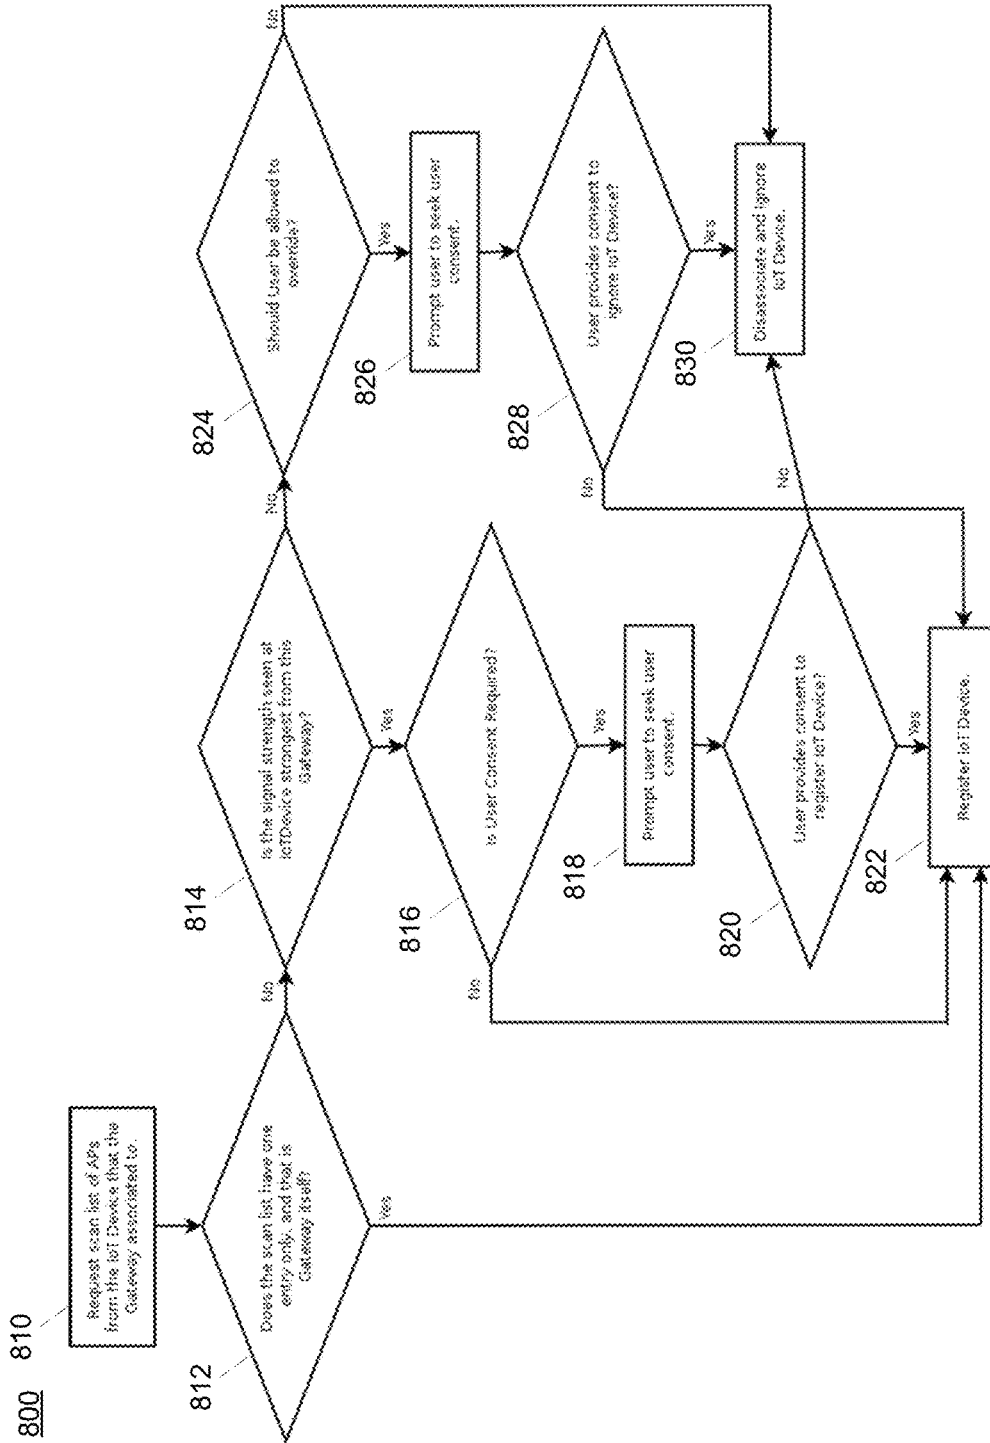 800
810
Request scan list of APs
from the IoT Device that the
Gateway associated to.
812
Does the scan list have one
entry only, and that is
Gateway itself?
No
Yes
814
Is the signal strength seen at
IoTDevice strongest from this
Gateway?
No
Yes
816
Is User Consent Required?
No
Yes
818
Prompt user to seek user
consent.
820
User provides consent to
register IoT Device?
No
Yes
822
Register IoT Device.
824
Should User be allowed to
override?
No
Yes
826
Prompt user to seek user
consent.
828
User provides consent to
ignore IoT Device?
No
Yes
830
Disassociate and Ignore
IoT Device.